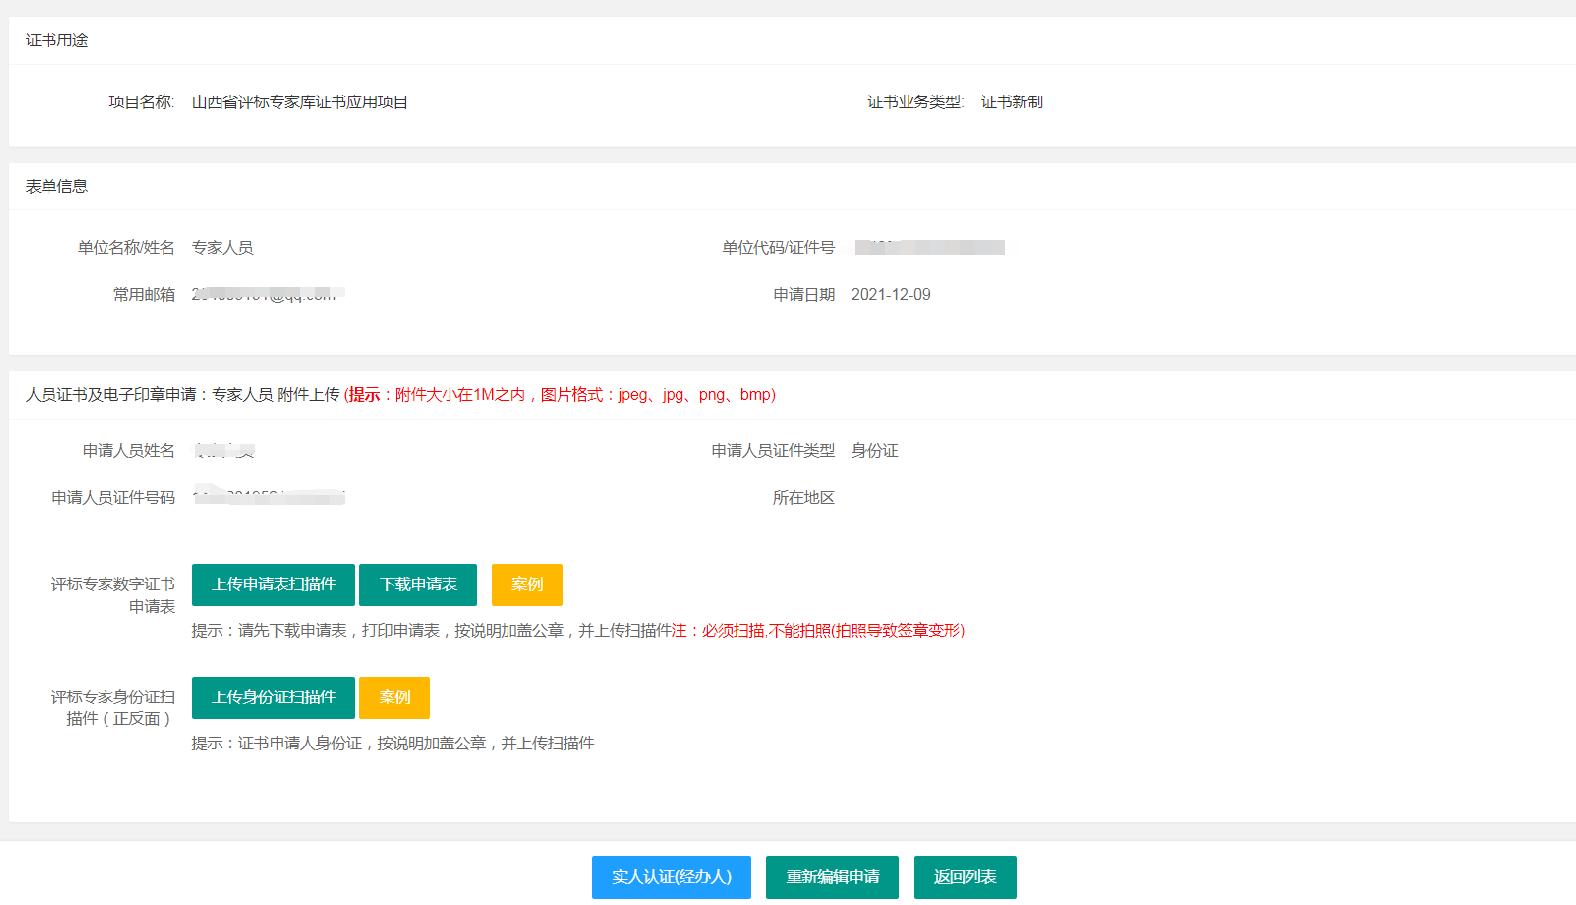 证书用途
项目名称: 山西省评标专家库证书应用项目 证书业务类型: 证书新制
表单信息
单位名称/姓名 专家人员 单位代码/证件号
常用邮箱 申请日期 2021-12-09
人员证书及电子印章申请：专家人员 附件上传 (提示：附件大小在1M之内，图片格式：jpeg、jpg、png、bmp)
申请人员姓名 申请人员证件类型 身份证
申请人员证件号码 所在地区
评标专家数字证书 上传申请表扫描件 下载申请表 案例
申请表
提示：请先下载申请表，打印申请表，按说明加盖公章，并上传扫描件注：必须扫描,不能拍照(拍照导致签章变形)
评标专家身份证扫 上传身份证扫描件 案例
描件（正反面）
提示：证书申请人身份证，按说明加盖公章，并上传扫描件
实人认证(经办人) 重新编辑申请 返回列表